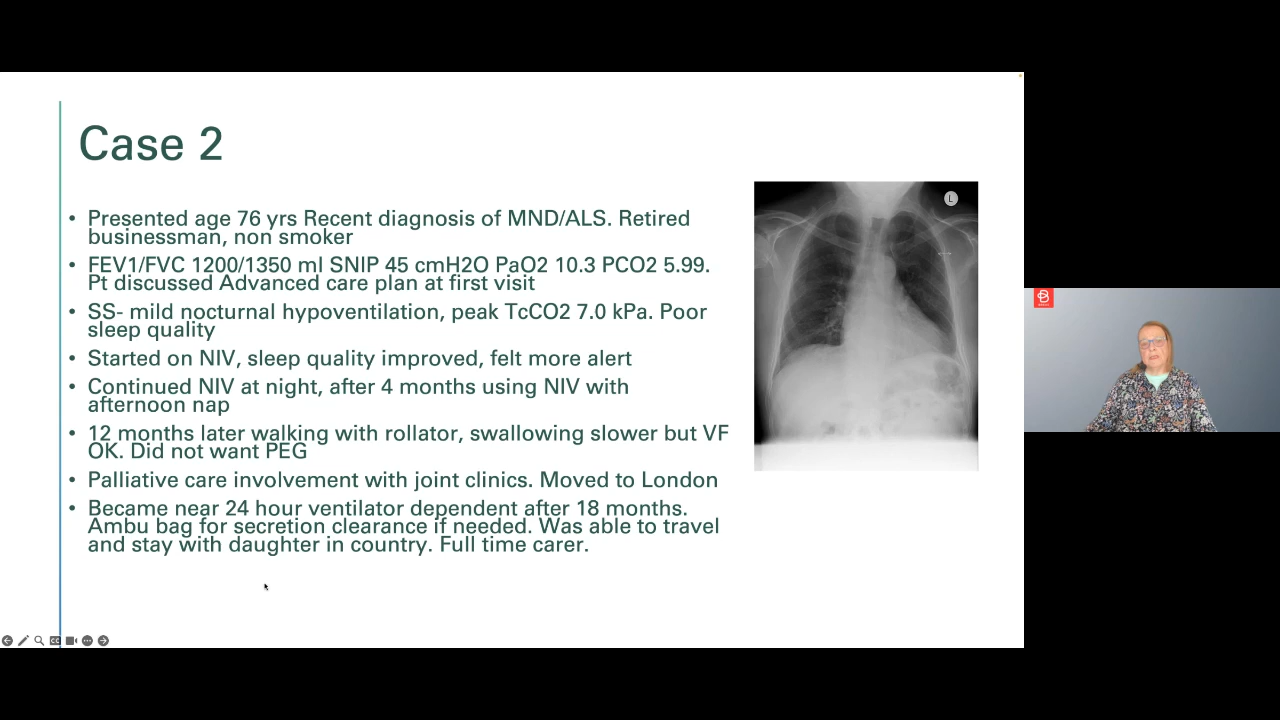 Case 2
• Presented age 76 yrs Recent diagnosis of MND/ALS. Retired
businessman, non smoker
• FEV1/FVC 1200/1350 ml SNIP 45 cmH2O PaO2 10.3 PCO2 5.99.
Pt discussed Advanced care plan at first visit
• SS- mild nocturnal hypoventilation, peak TcCO2 7.0 kPa. Poor
sleep quality
• Started on NIV, sleep quality improved, felt more alert
• Continued NIV at night, after 4 months using NIV with
afternoon nap
• 12 months later walking with rollator, swallowing slower but VF
OK. Did not want PEG
• Palliative care involvement with joint clinics. Moved to London
• Became near 24 hour ventilator dependent after 18 months.
Ambu bag for secretion clearance if needed. Was able to travel
and stay with daughter in country. Full time carer.
L